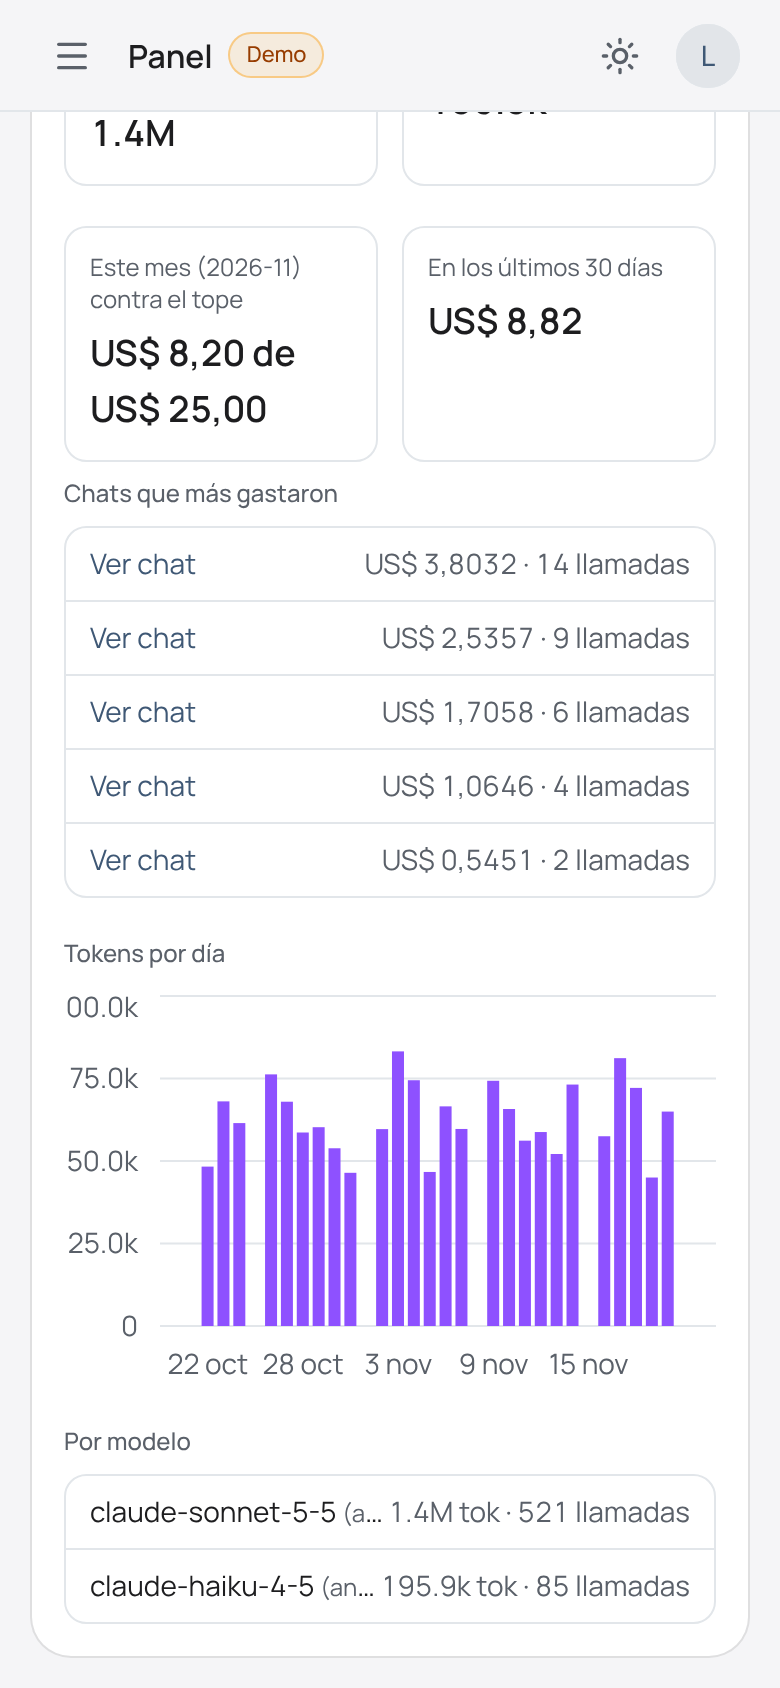 Panel
Demo
L
1.4M
Este mes (2026-11)
contra el tope
US$ 8,20 de
US$ 25,00
En los últimos 30 días
US$ 8,82
Chats que más gastaron
Ver chat US$ 3,8032 · 14 llamadas
Ver chat US$ 2,5357 · 9 llamadas
Ver chat US$ 1,7058 · 6 llamadas
Ver chat US$ 1,0646 · 4 llamadas
Ver chat US$ 0,5451 · 2 llamadas
Tokens por día
00.0k
75.0k
50.0k
25.0k
0
22 oct 28 oct 3 nov 9 nov 15 nov
Por modelo
claude-sonnet-5-5 (a... 1.4M tok · 521 llamadas
claude-haiku-4-5 (an... 195.9k tok · 85 llamadas